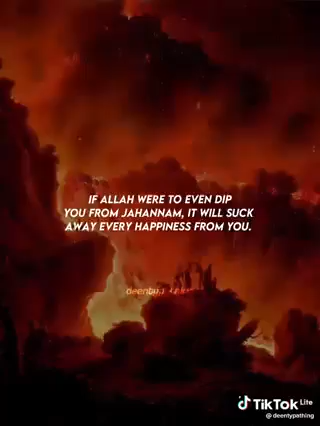 IF ALLAH WERE TO EVEN DIP
YOU FROM JAHANNAM, IT WILL SUCK
AWAY EVERY HAPPINESS FROM YOU.
TikTok Lite
@deentypathing